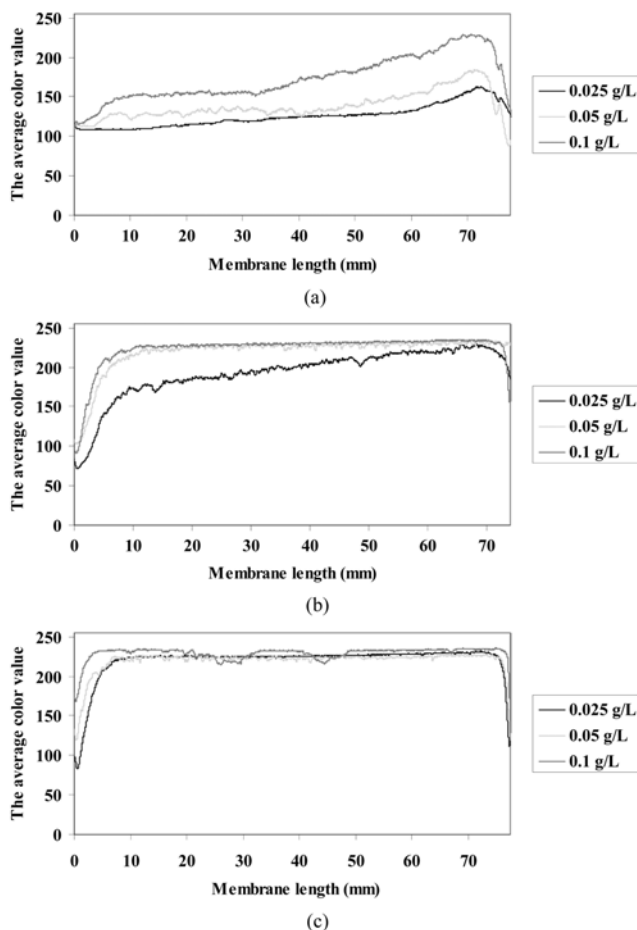 250
200
150
100
50
0
The average color value
0 10 20 30 40 50 60 70
Membrane length (mm)
0.025 g/L
0.05 g/L
0.1 g/L
(a)
250
200
150
100
50
0
The average color value
0 10 20 30 40 50 60 70
Membrane length (mm)
0.025 g/L
0.05 g/L
0.1 g/L
(b)
250
200
150
100
50
0
The average color value
0 10 20 30 40 50 60 70
Membrane length (mm)
0.025 g/L
0.05 g/L
0.1 g/L
(c)